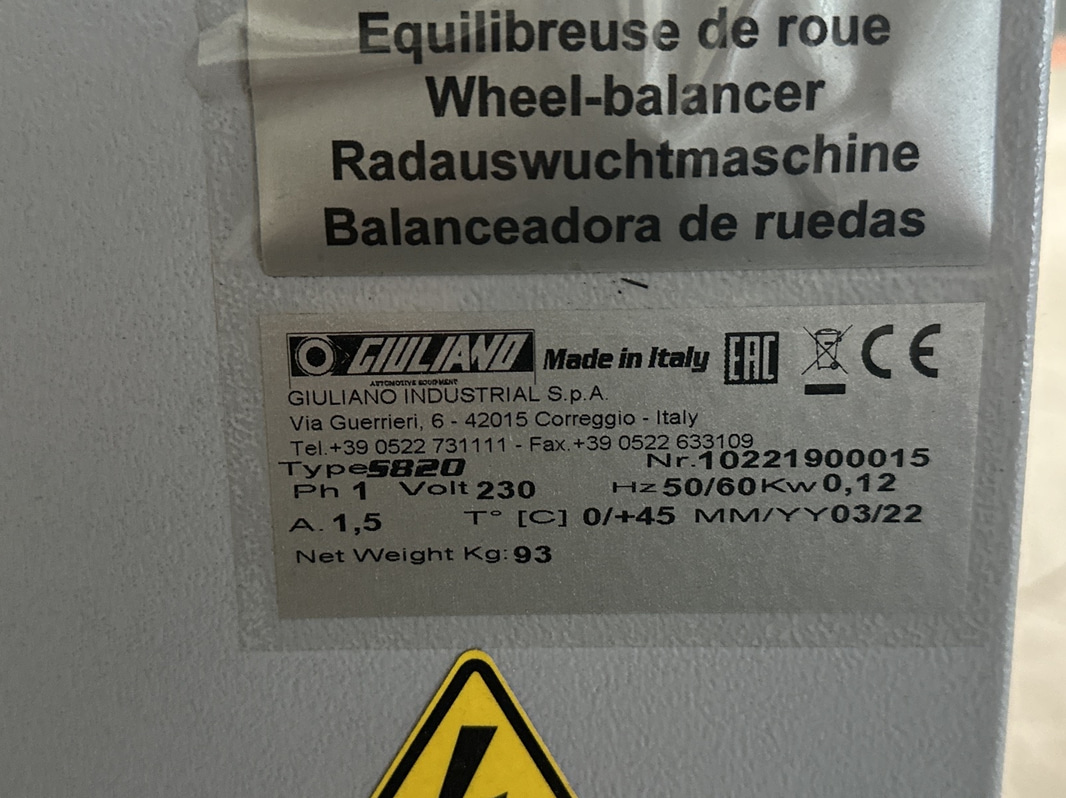 Equilibreuse de roue
Wheel-balancer
Radauswuchtmaschine
Balanceadora de ruedas
GIULIANO Made in Italy EAC CE
AUTOMOTIVE EQUIPMENT
GIULIANO INDUSTRIAL S.p.A.
Via Guerrieri, 6 - 42015 Correggio - Italy
Tel.+39 0522 731111 - Fax.+39 0522 633109
Type S820 Nr.10221900015
Ph 1 Volt 230 Hz 50/60 Kw 0,12
A. 1,5 T° [C] 0/+45 MM/YY 03/22
Net Weight Kg: 93